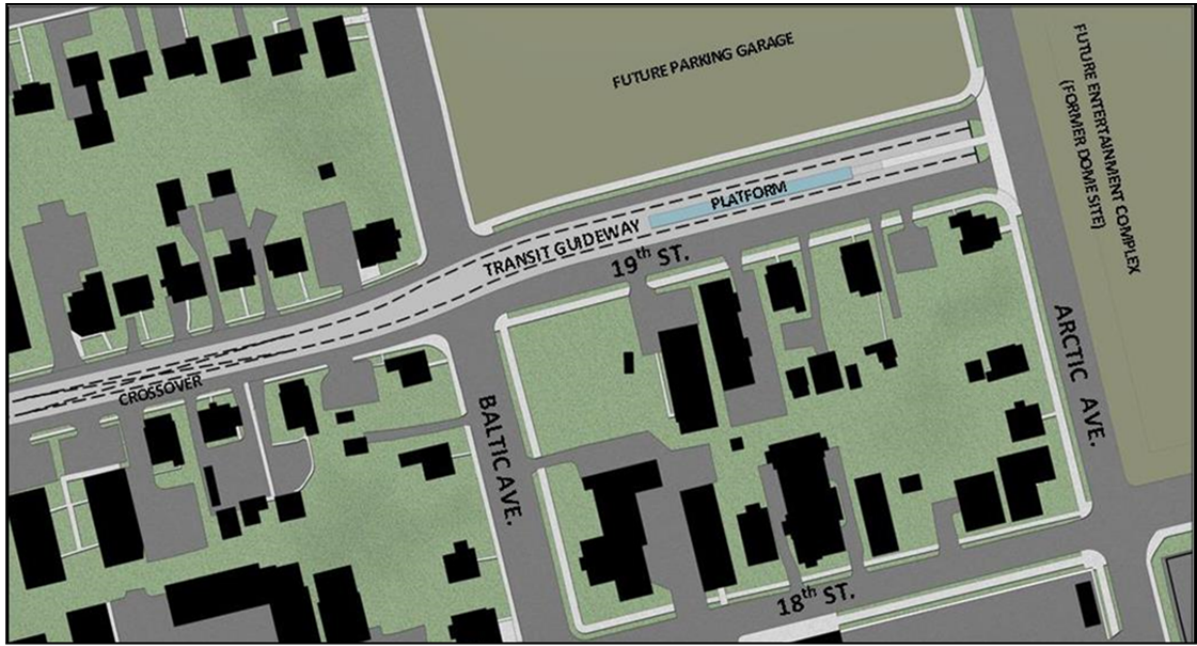 FUTURE PARKING GARAGE
FUTURE ENTERTAINMENT COMPLEX
(FORMER DOME SITE)
PLATFORM
TRANSIT GUIDEWAY
19th ST.
CROSSOVER
ARCTIC AVE.
BALTIC AVE.
18th ST.